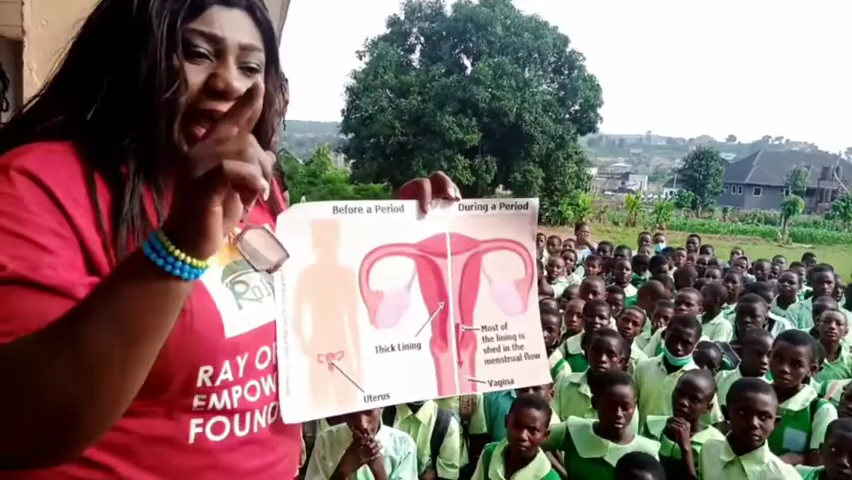 Before a Period
During a Period
Thick Lining
Uterus
Most of
the lining is
shed in the
menstrual flow
Vagina
RAY OF
EMPOW
FOUND